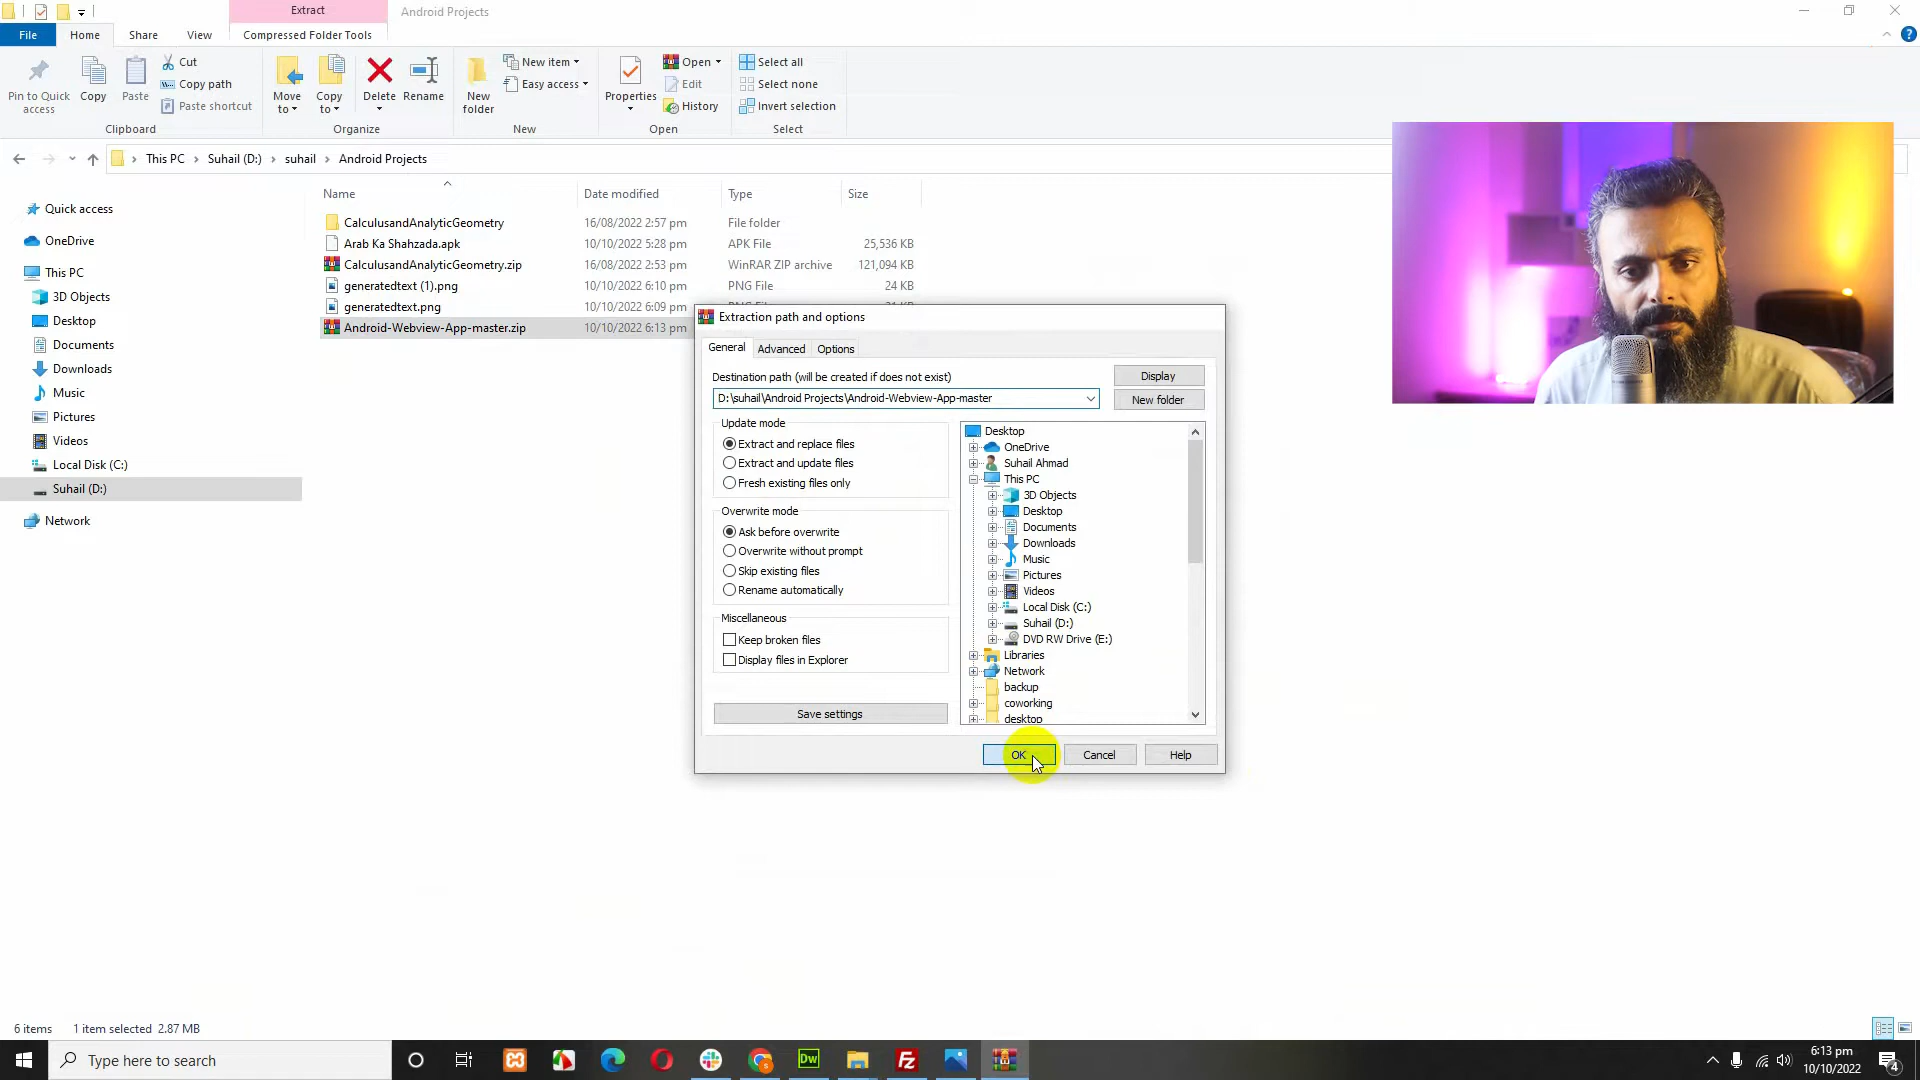 Extract
Android Projects
File
Home
Share
View
Compressed Folder Tools
Pin to Quick access
Copy
Paste
Cut
Copy path
Paste shortcut
Clipboard
Move to
Copy to
Delete
Rename
Organize
New folder
New item
Easy access
New
Properties
Open
Edit
History
Open
Select all
Select none
Invert selection
Select
This PC
Suhail (D:)
suhail
Android Projects
Name
Date modified
Type
Size
Quick access
OneDrive
This PC
3D Objects
Desktop
Documents
Downloads
Music
Pictures
Videos
Local Disk (C:)
Suhail (D:)
Network
CalculusandAnalyticGeometry 16/08/2022 2:57 pm File folder
Arab Ka Shahzada.apk 10/10/2022 5:28 pm APK File 25,536 KB
CalculusandAnalyticGeometry.zip 16/08/2022 2:53 pm WinRAR ZIP archive 121,094 KB
generatedtext (1).png 10/10/2022 6:10 pm PNG File 24 KB
generatedtext.png 10/10/2022 6:09 pm
Android-Webview-App-master.zip 10/10/2022 6:13 pm
Extraction path and options
General
Advanced
Options
Destination path (will be created if does not exist)
D:\suhail\Android Projects\Android-Webview-App-master
Display
New folder
Update mode
Extract and replace files
Extract and update files
Fresh existing files only
Overwrite mode
Ask before overwrite
Overwrite without prompt
Skip existing files
Rename automatically
Miscellaneous
Keep broken files
Display files in Explorer
Save settings
Desktop
OneDrive
Suhail Ahmad
This PC
3D Objects
Desktop
Documents
Downloads
Music
Pictures
Videos
Local Disk (C:)
Suhail (D:)
DVD RW Drive (E:)
Libraries
Network
backup
coworking
desktop
OK
Cancel
Help
6 items
1 item selected 2.87 MB
Type here to search
Dw
Fz
6:13 pm
10/10/2022
4